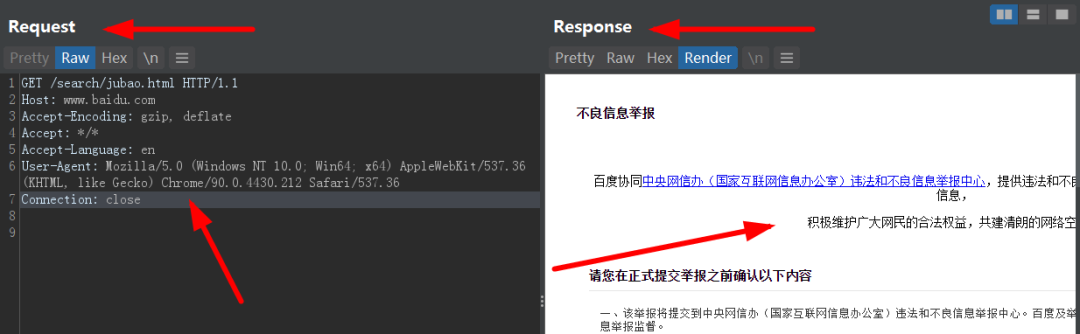 Request
Pretty Raw Hex \n
1 GET /search/jubao.html HTTP/1.1
2 Host: www.baidu.com
3 Accept-Encoding: gzip, deflate
4 Accept: */*
5 Accept-Language: en
6 User-Agent: Mozilla/5.0 (Windows NT 10.0; Win64; x64) AppleWebKit/537.36
(KHTML, like Gecko) Chrome/90.0.4430.212 Safari/537.36
7 Connection: close
8
9
Response
Pretty Raw Hex Render \n
不良信息举报
百度协同中央网信办（国家互联网信息办公室）违法和不良信息举报中心，提供违法和不良
信息，
积极维护广大网民的合法权益，共建清朗的网络空
请您在正式提交举报之前确认以下内容
一、该举报将提交到中央网信办（国家互联网信息办公室）违法和不良信息举报中心。百度及举
息举报监督。